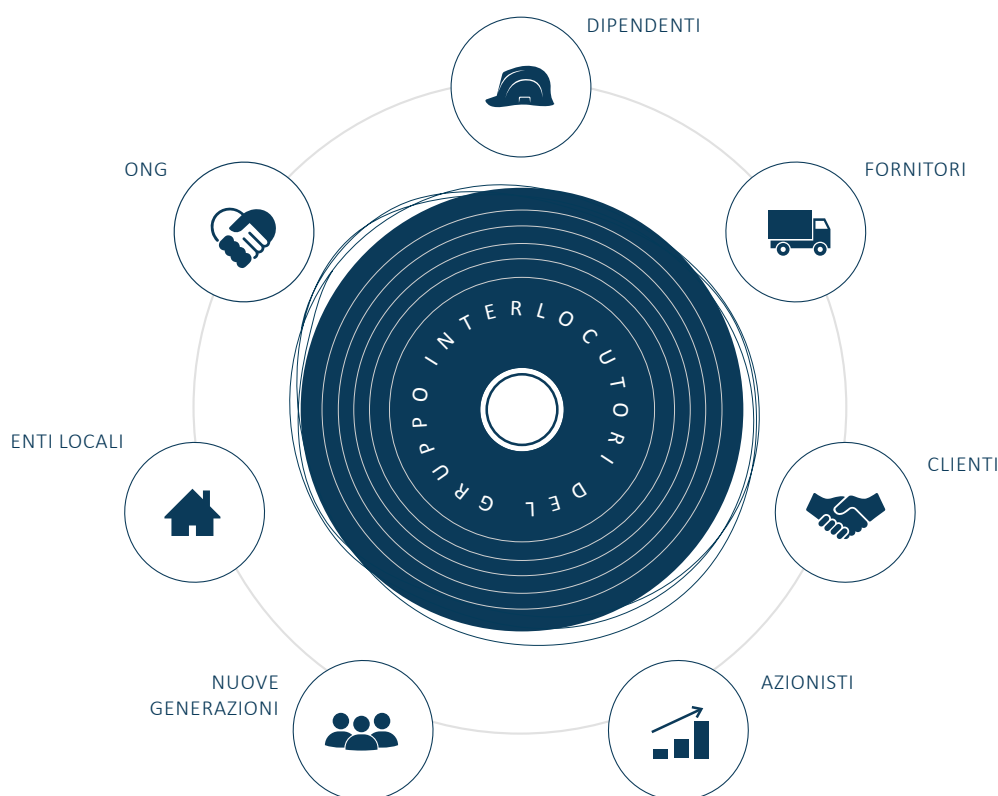 DIPENDENTI
ONG
FORNITORI
INTERLOCUTORI DEL GRUPPO
ENTI LOCALI
CLIENTI
NUOVE
GENERAZIONI
AZIONISTI